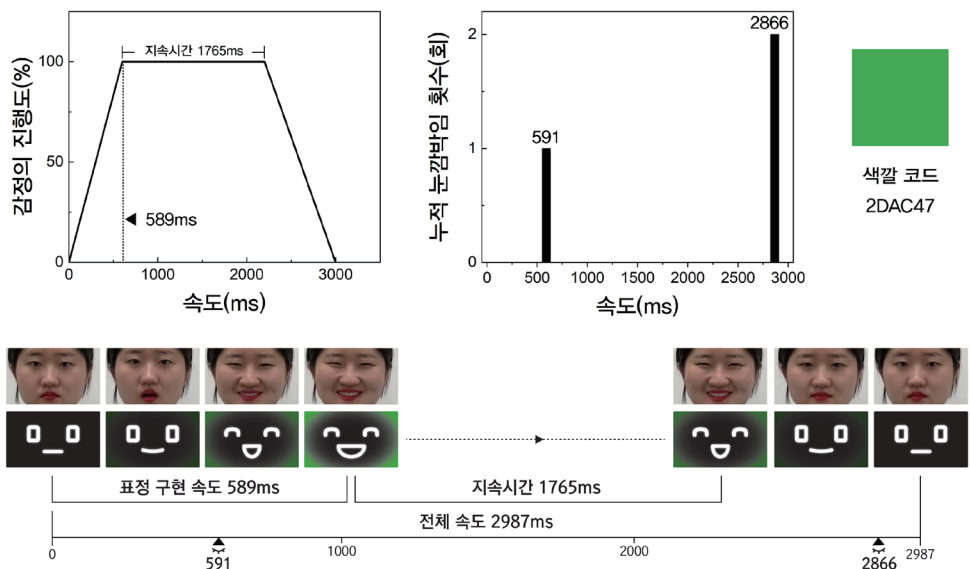 감정의 진행도(%)
100
50
0
지속시간 1765ms
◀ 589ms
0 1000 2000 3000
속도(ms)
누적 눈깜박임 횟수(회)
2
1
0
591
2866
0 500 1000 1500 2000 2500 3000
속도(ms)
색깔 코드
2DAC47
표정 구현 속도 589ms
지속시간 1765ms
전체 속도 2987ms
0 591 1000 2000 2866 2987